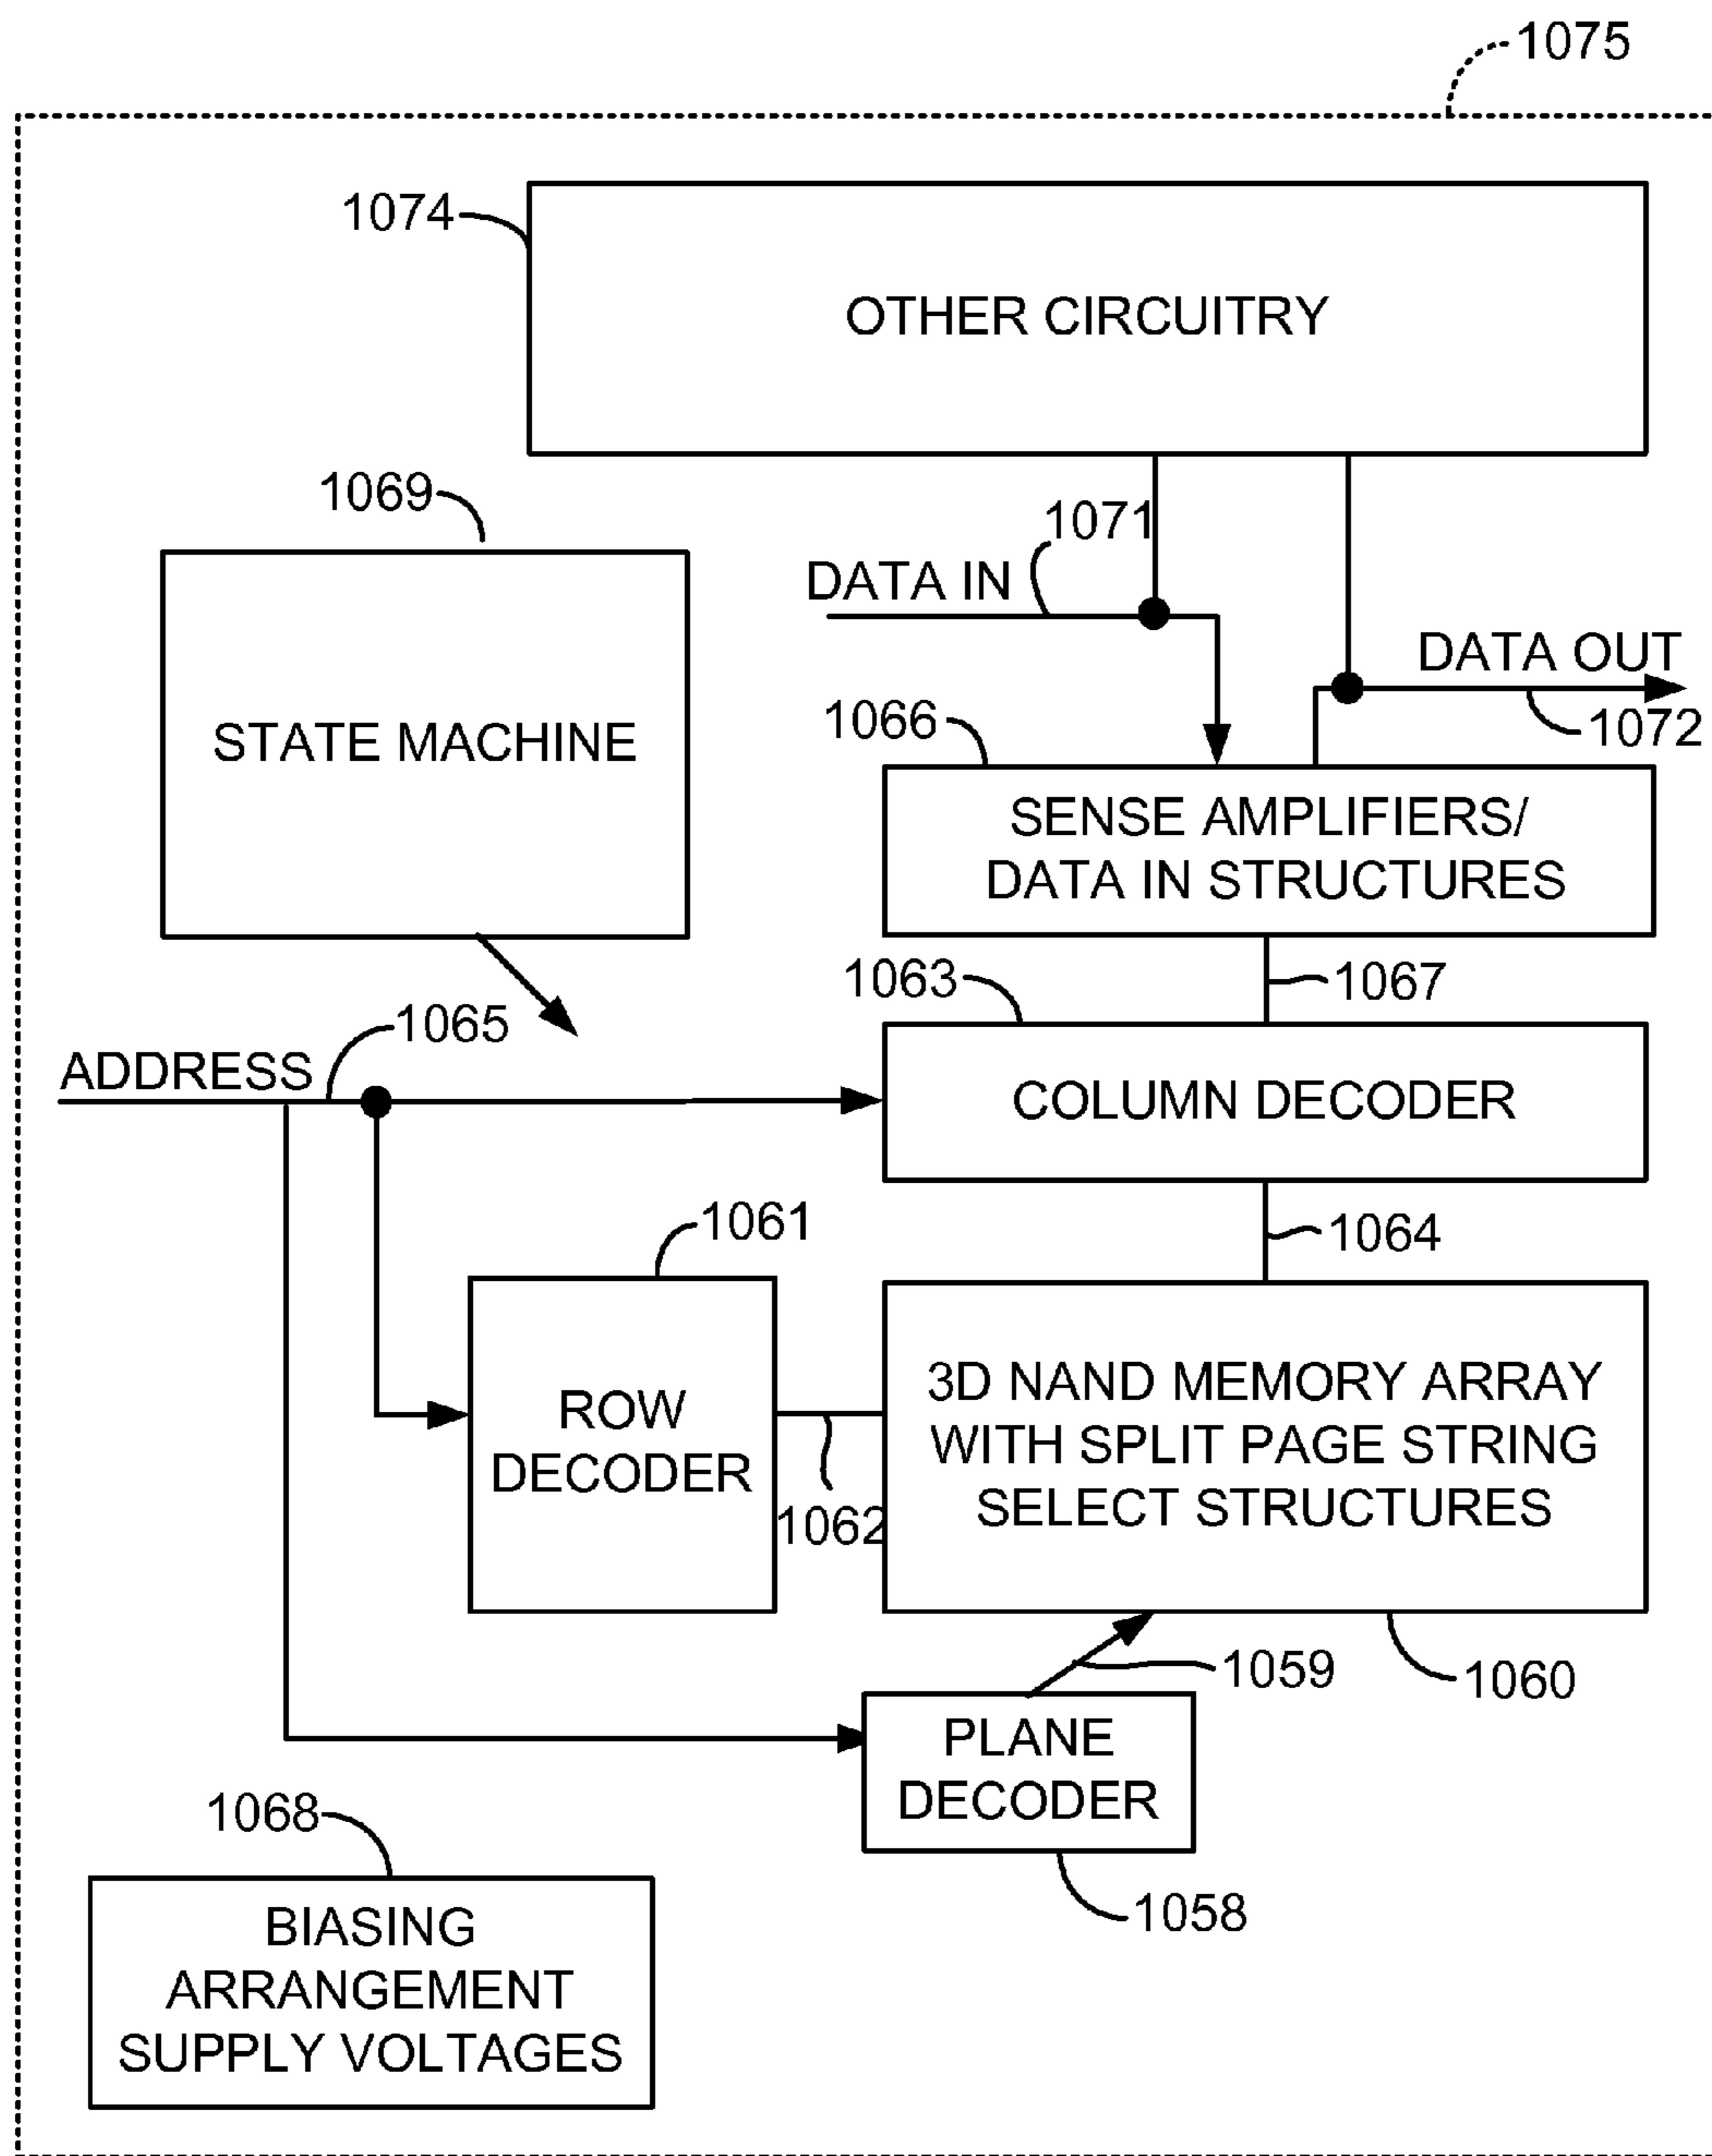 1075
1074
OTHER CIRCUITRY
1069
1071
DATA IN
DATA OUT
1072
STATE MACHINE
1066
SENSE AMPLIFIERS/
DATA IN STRUCTURES
1063
1067
1065
ADDRESS
COLUMN DECODER
1061
1064
ROW
DECODER
1062
3D NAND MEMORY ARRAY
WITH SPLIT PAGE STRING
SELECT STRUCTURES
1059
1060
PLANE
DECODER
1058
1068
BIASING
ARRANGEMENT
SUPPLY VOLTAGES